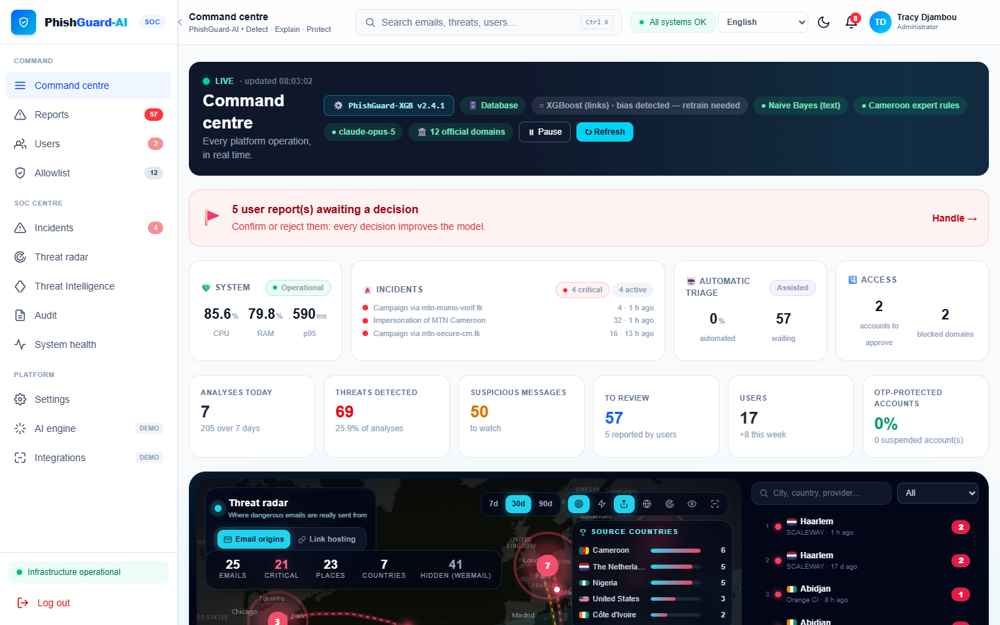 PhishGuard-AI
SOC
Command centre
PhishGuard-AI • Detect · Explain · Protect
Search emails, threats, users...
Ctrl K
All systems OK
English
8
TD
Tracy Djambou
Administrator
COMMAND
Command centre
Reports
57
Users
2
Allowlist
12
SOC CENTRE
Incidents
4
Threat radar
Threat Intelligence
Audit
System health
PLATFORM
Settings
AI engine
DEMO
Integrations
DEMO
Infrastructure operational
Log out
LIVE · updated 08:03:02
Command
centre
Every platform operation,
in real time.
PhishGuard-XGB v2.4.1
Database
○ XGBoost (links) · bias detected — retrain needed
● Naive Bayes (text)
● Cameroon expert rules
● claude-opus-5
12 official domains
Pause
↻ Refresh
5 user report(s) awaiting a decision
Confirm or reject them: every decision improves the model.
Handle →
SYSTEM
Operational
85.6%
79.8%
590ms
CPU
RAM
p95
INCIDENTS
4 critical
4 active
Campaign via mtn-momo-verif.tk
4 · 1 h ago
Impersonation of MTN Cameroon
32 · 1 h ago
Campaign via mtn-secure-cm.tk
16 · 13 h ago
AUTOMATIC
TRIAGE
Assisted
0%
57
automated
waiting
ACCESS
2
2
accounts to
approve
blocked domains
ANALYSES TODAY
7
205 over 7 days
THREATS DETECTED
69
25.9% of analyses
SUSPICIOUS MESSAGES
50
to watch
TO REVIEW
57
5 reported by users
USERS
17
+8 this week
OTP-PROTECTED
ACCOUNTS
0%
0 suspended account(s)
Threat radar
Where dangerous emails are really sent from
Email origins
Link hosting
25
21
23
7
41
EMAILS
CRITICAL
PLACES
COUNTRIES
HIDDEN (WEBMAIL)
7d
30d
90d
SWEDEN
FINLAND
Stockholm
UNITED
KINGDOM
7
Paris
Madrid
Toronto
Chicago
3
York
SOURCE COUNTRIES
Cameroon
6
The Netherla...
5
Nigeria
5
United States
3
Côte d'Ivoire
2
City, country, provider...
All
1
Haarlem
SCALEWAY · 1 h ago
2
2
Haarlem
SCALEWAY · 17 d ago
2
3
Abidjan
Orange CI · 8 h ago
1
Abidjan